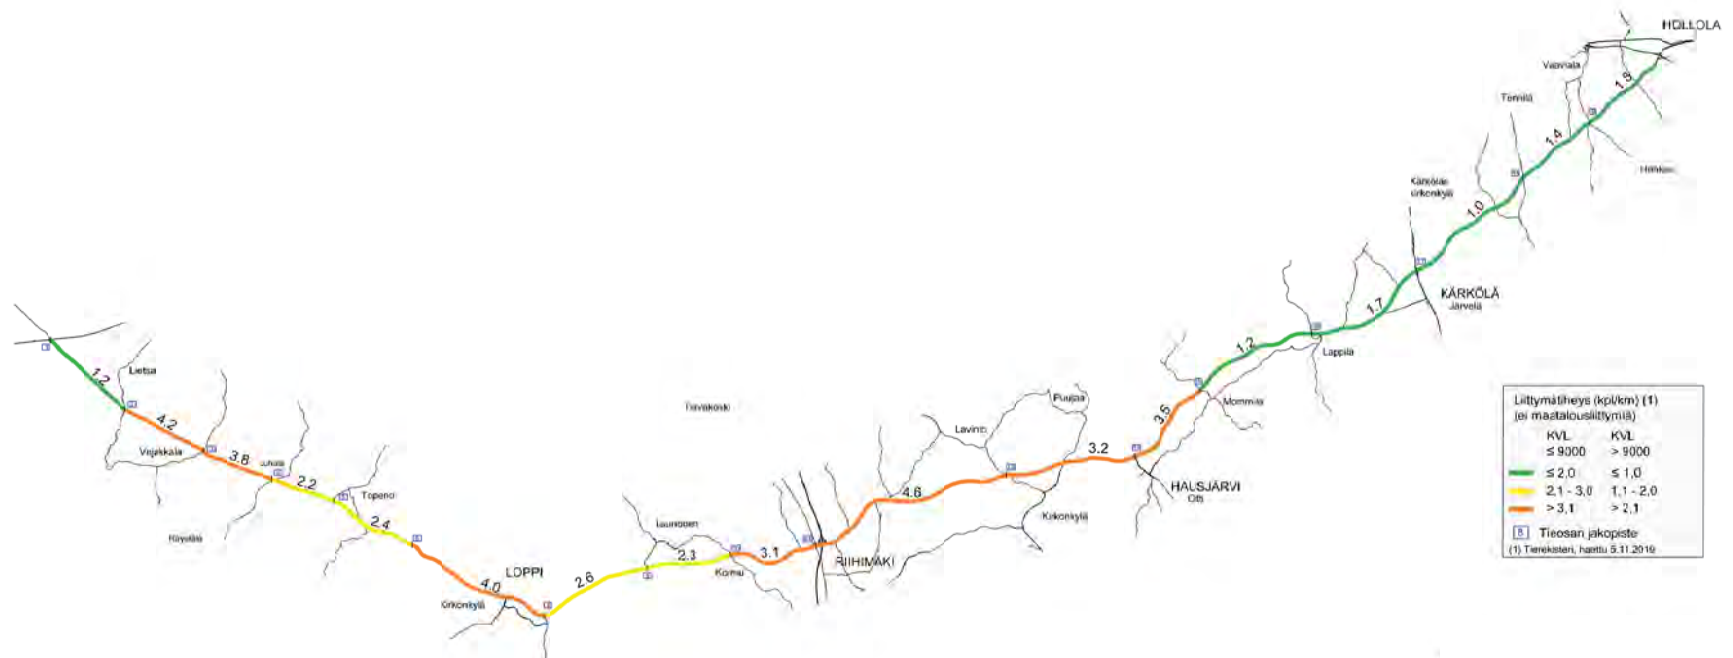 HOLLOLA
Tennilä
Kärkölän
kirkonkylä
KÄRKÖLÄ
Järvelä
Lappila
Mommila
HAUSJÄRVI
Oitti
Puujaa
Lavinto
Kirkonkylä
RIIHIMÄKI
Launonen
Kormu
LOPPI
Kirkonkylä
Topeno
Räyskälä
Vojakkala
Lietsa
1.2
4.2
3.8
2.2
2.4
4.0
2.6
2.3
3.1
4.6
3.2
3.6
1.2
1.7
1.0
1.4
1.9
Liittymätiheys (kpl/km) (1)
(ei maatalousliittymiä)
KVL KVL
≤ 9000 > 9000
≤ 2,0 ≤ 1,0
2,1 - 3,0 1,1 - 2,0
> 3,1 > 2,1
Tieosan jakopiste
(1) Tierekisteri, haettu 5.11.2019